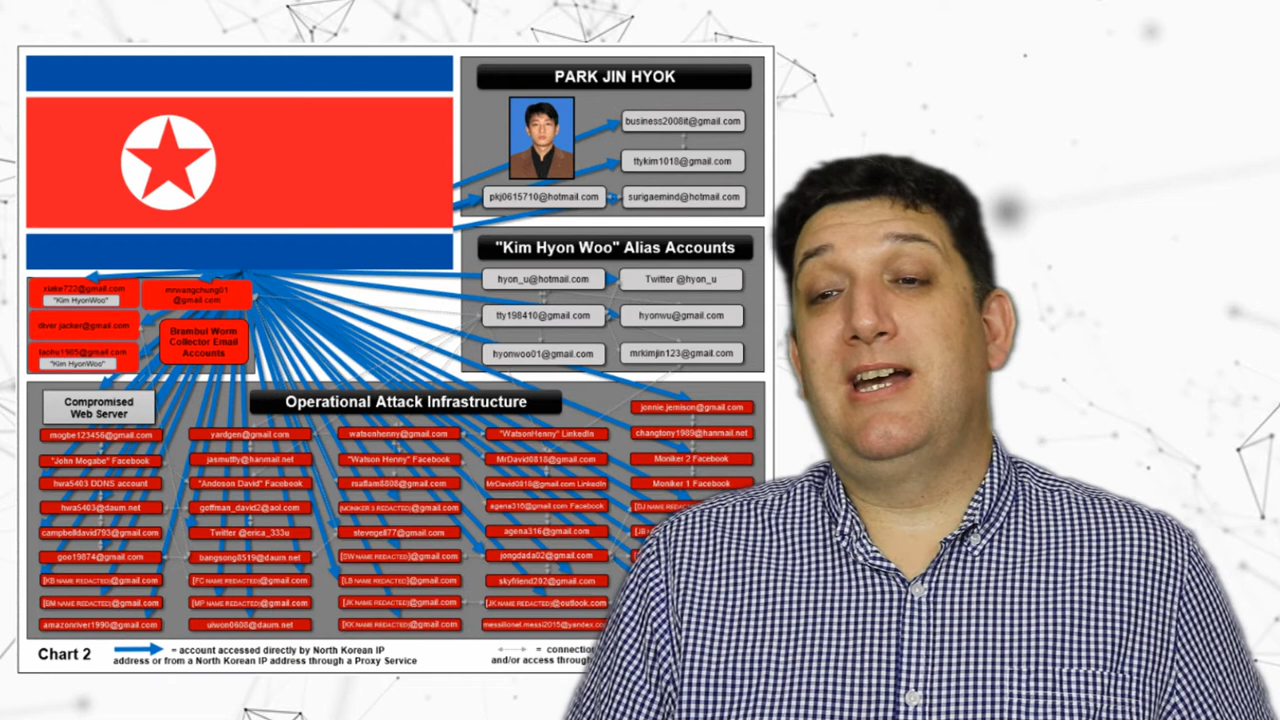 PARK JIN HYOK
business2008it@gmail.com
ttykim1018@gmail.com
pkj0615710@hotmail.com
surigaemind@hotmail.com
"Kim Hyon Woo" Alias Accounts
hyon_u@hotmail.com
Twitter @hyon_u
tty198410@gmail.com
hyonwu@gmail.com
hyonwoo01@gmail.com
mrkimjin123@gmail.com
xiake722@gmail.com
"Kim HyonWoo"
mrwangchung01
@gmail.com
diver.jacker@gmail.com
laoku1985@gmail.com
"Kim HyonWoo"
Brambul Worm
Collector Email
Accounts
Compromised
Web Server
Operational Attack Infrastructure
jonnie.jemison@gmail.com
mogbe123456@gmail.com
yardgen@gmail.com
watsonhenny@gmail.com
"WatsonHenny" LinkedIn
changtony1989@hanmail.net
"John Mogabe" Facebook
jasmuttly@hanmail.net
"Watson Henny" Facebook
MrDavid0818@gmail.com
Moniker 2 Facebook
hwa5403 DDNS account
"Andoson David" Facebook
rsaflam8808@gmail.com
MrDavid0818@gmail.com LinkedIn
Moniker 1 Facebook
hwa5403@daum.net
goffman_david2@aol.com
[MONIKER 3 REDACTED]@gmail.com
agena316@gmail.com Facebook
[DJ NAME
campbelldavid793@gmail.com
Twitter @erica_333u
stevegell77@gmail.com
agena316@gmail.com
goo19874@gmail.com
bangsong8519@daum.net
[BW NAME REDACTED]@gmail.com
jongdada02@gmail.com
[KB NAME REDACTED]@gmail.com
[FC NAME REDACTED]@gmail.com
[LB NAME REDACTED]@gmail.com
skyfriend202@gmail.com
[BM NAME REDACTED]@gmail.com
[MP NAME REDACTED]@gmail.com
[JK NAME REDACTED]@gmail.com
[JK NAME REDACTED]@outlook.com
amazonriver1990@gmail.com
uiwon0608@daum.net
[KK NAME REDACTED]@gmail.com
messilionel.messi2015@yandex.co
Chart 2
= account accessed directly by North Korean IP
address or from a North Korean IP address through a Proxy Service
= connectio
and/or access through